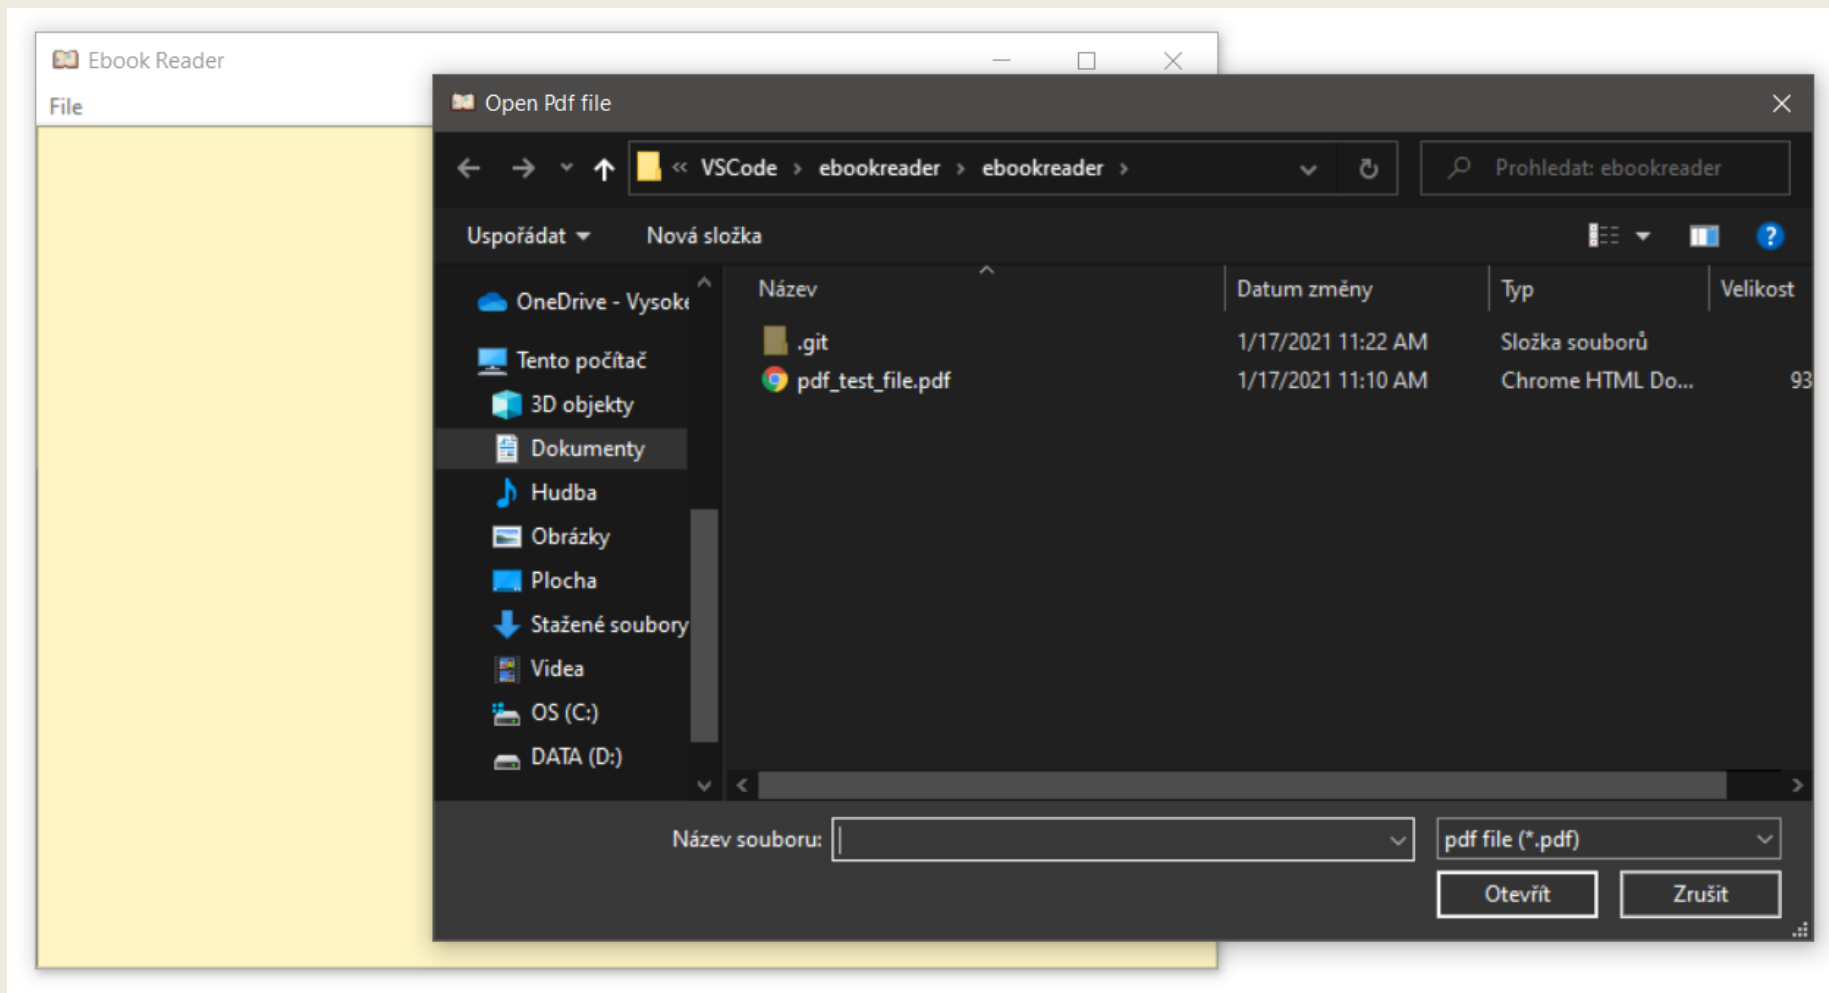 Ebook Reader
File
Open Pdf file
« VSCode > ebookreader > ebookreader >
Prohledat: ebookreader
Uspořádat
Nová složka
OneDrive - Vysoke
Tento počítač
3D objekty
Dokumenty
Hudba
Obrázky
Plocha
Stažené soubory
Videa
OS (C:)
DATA (D:)
Název Datum změny Typ Velikost
.git 1/17/2021 11:22 AM Složka souborů
pdf_test_file.pdf 1/17/2021 11:10 AM Chrome HTML Do... 93
Název souboru:
pdf file (*.pdf)
Otevřít
Zrušit